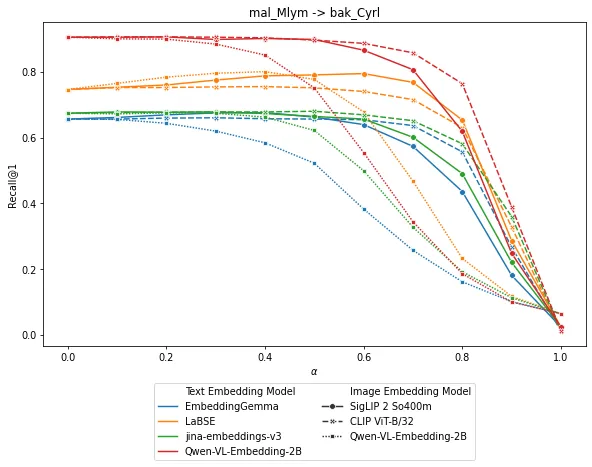 mal_Mlym -> bak_Cyrl
Recall@1
0.8
0.6
0.4
0.2
0.0
0.0 0.2 0.4 0.6 0.8 1.0
α
Text Embedding Model
EmbeddingGemma
LaBSE
jina-embeddings-v3
Qwen-VL-Embedding-2B
Image Embedding Model
SigLIP 2 So400m
CLIP ViT-B/32
Qwen-VL-Embedding-2B